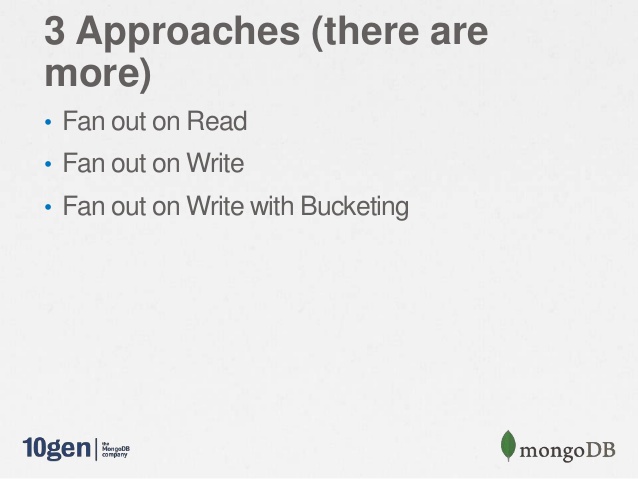 3 Approaches (there are
more)
• Fan out on Read
• Fan out on Write
• Fan out on Write with Bucketing
10gen
the
MongoDB
company
mongoDB